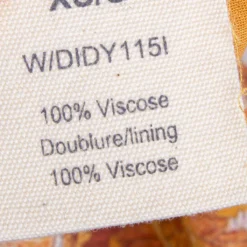 W/DIDY115I
100% Viscose
Doublure/lining
100% Viscose